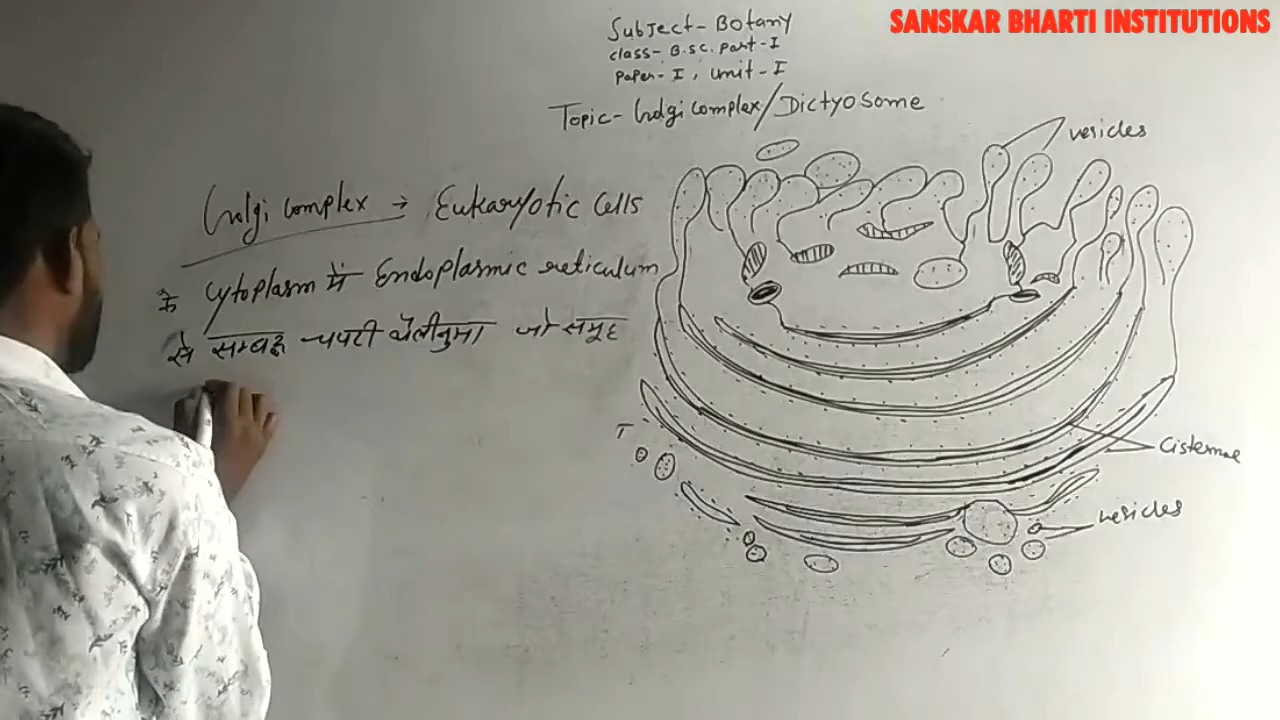 SANSKAR BHARTI INSTITUTIONS
Subject- Botany
class- B.sc. part-I
paper- I, unit-I
Topic- Golgi complex/Dictyosome
vesicles
Golgi complex → Eukaryotic cells
के cytoplasm में Endoplasmic reticulum
से सम्बद्ध चपटी थैलीनुमा जो समूह
T
Cisternae
vesicles